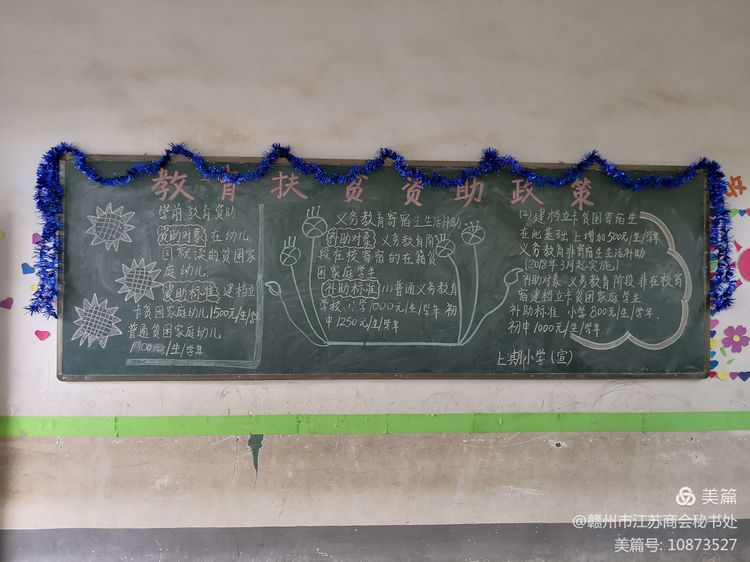 教育扶贫资助政策
学前教育资助
资助对象 在幼儿
园就读的贫困家
庭幼儿
资助标准 建档立
卡贫困家庭幼儿1500元/生/学年
普通贫困家庭幼儿
1000元/生/学年
义务教育寄宿生生活补助
补助对象 义务教育阶
段在校寄宿的在籍贫
困家庭学生
补助标准 (1)普通义务教育
学校 小学1000元/生/学年 初
中1250元/生/学年
(2)建档立卡贫困寄宿生
在此基础上增加500元/生/学年
义务教育非寄宿生生活补助
(2018年3月起实施)
补助对象 义务教育阶段非在校寄
宿建档立卡贫困家庭学生
补助标准 小学800元/生/学年.
初中1000元/生/学年.
上期小学(宣)
美篇
@赣州市江苏商会秘书处
美篇号: 10873527